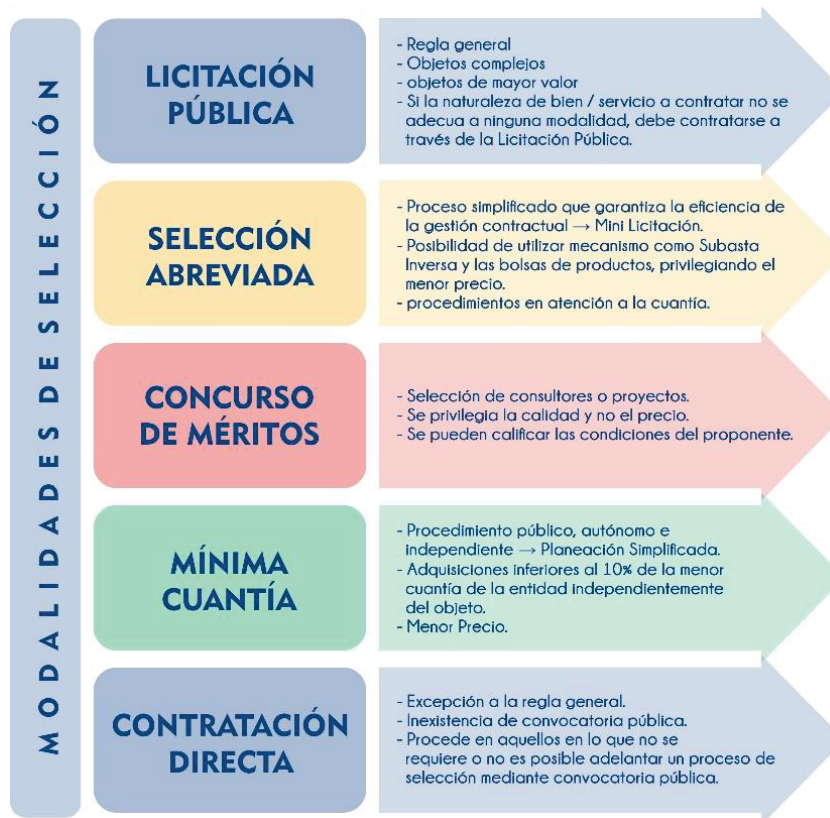 MODALIDADES DE SELECCIÓN
LICITACIÓN
PÚBLICA
- Regla general
- Objetos complejos
- objetos de mayor valor
- Si la naturaleza de bien / servicio a contratar no se
adecua a ninguna modalidad, debe contratarse a
través de la Licitación Pública.
SELECCIÓN
ABREVIADA
- Proceso simplificado que garantiza la eficiencia de
la gestión contractual → Mini Licitación.
- Posibilidad de utilizar mecanismo como Subasta
Inversa y las bolsas de productos, privilegiando el
menor precio.
- procedimientos en atención a la cuantía.
CONCURSO
DE MÉRITOS
- Selección de consultores o proyectos.
- Se privilegia la calidad y no el precio.
- Se pueden calificar las condiciones del proponente.
MÍNIMA
CUANTÍA
- Procedimiento público, autónomo e
independiente → Planeación Simplificada.
- Adquisiciones inferiores al 10% de la menor
cuantía de la entidad independientemente
del objeto.
- Menor Precio.
CONTRATACIÓN
DIRECTA
- Excepción a la regla general.
- Inexistencia de convocatoria pública.
- Procede en aquellos en lo que no se
requiere o no es posible adelantar un proceso de
selección mediante convocatoria pública.